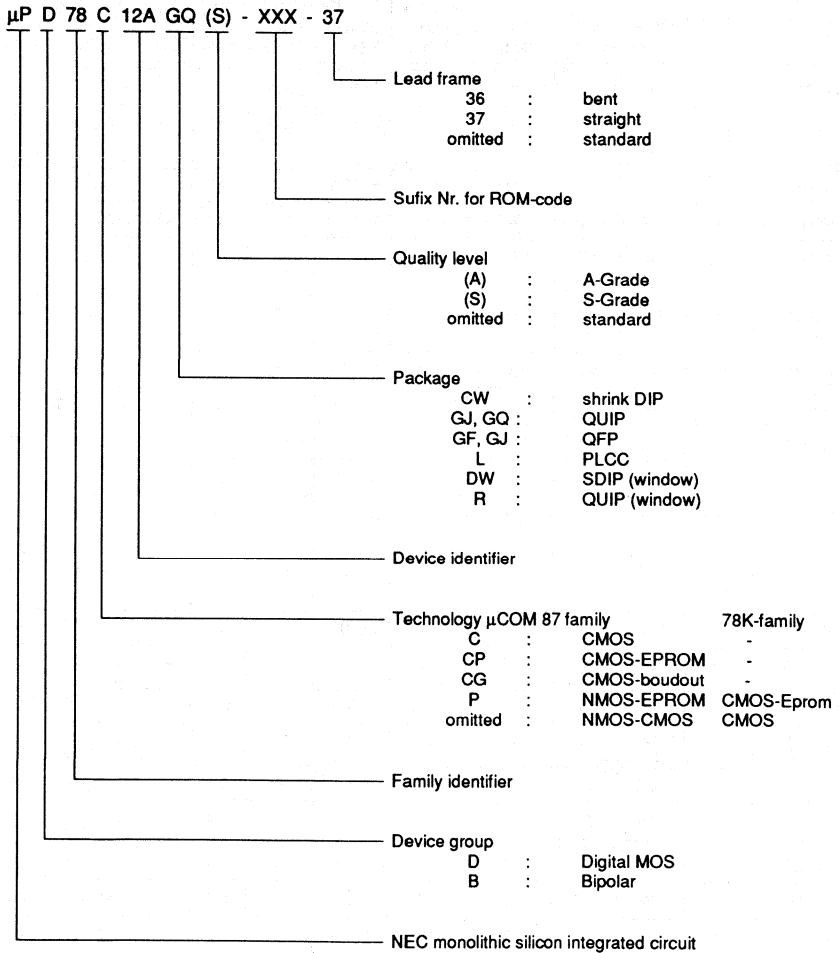 µP D 78 C 12A GQ (S) - XXX - 37
Lead frame
36 : bent
37 : straight
omitted : standard
Sufix Nr. for ROM-code
Quality level
(A) : A-Grade
(S) : S-Grade
omitted : standard
Package
CW : shrink DIP
GJ, GQ : QUIP
GF, GJ : QFP
L : PLCC
DW : SDIP (window)
R : QUIP (window)
Device identifier
Technology µCOM 87 family 78K-family
C : CMOS -
CP : CMOS-EPROM -
CG : CMOS-boudout -
P : NMOS-EPROM CMOS-Eprom
omitted : NMOS-CMOS CMOS
Family identifier
Device group
D : Digital MOS
B : Bipolar
NEC monolithic silicon integrated circuit